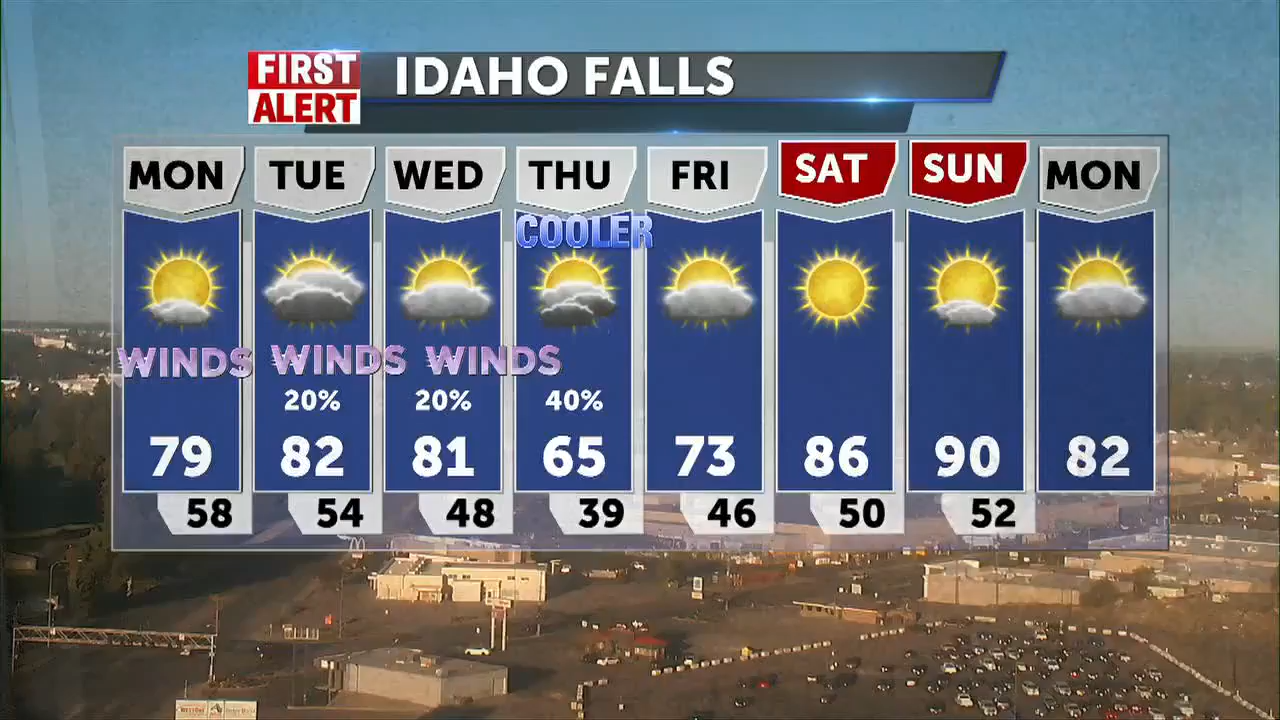 FIRST
ALERT
IDAHO FALLS
MON TUE WED THU FRI SAT SUN MON
COOLER
WINDS WINDS WINDS
20% 20% 40%
79 82 81 65 73 86 90 82
58 54 48 39 46 50 52